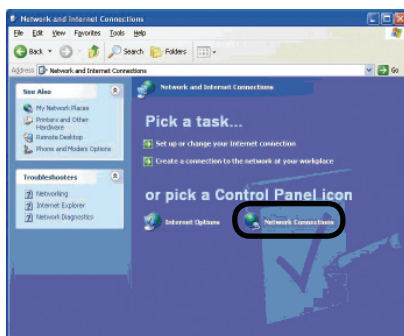 Network and Internet Connections
File Edit View Favorites Tools Help
Back Search Folders
Address Network and Internet Connections Go
See Also
My Network Places
Printers and Other Hardware
Remote Desktop
Phone and Modem Options
Troubleshooters
Networking
Internet Explorer
Network Diagnostics
Network and Internet Connections
Pick a task...
Set up or change your Internet connection
Create a connection to the network at your workplace
or pick a Control Panel icon
Internet Options Network Connections